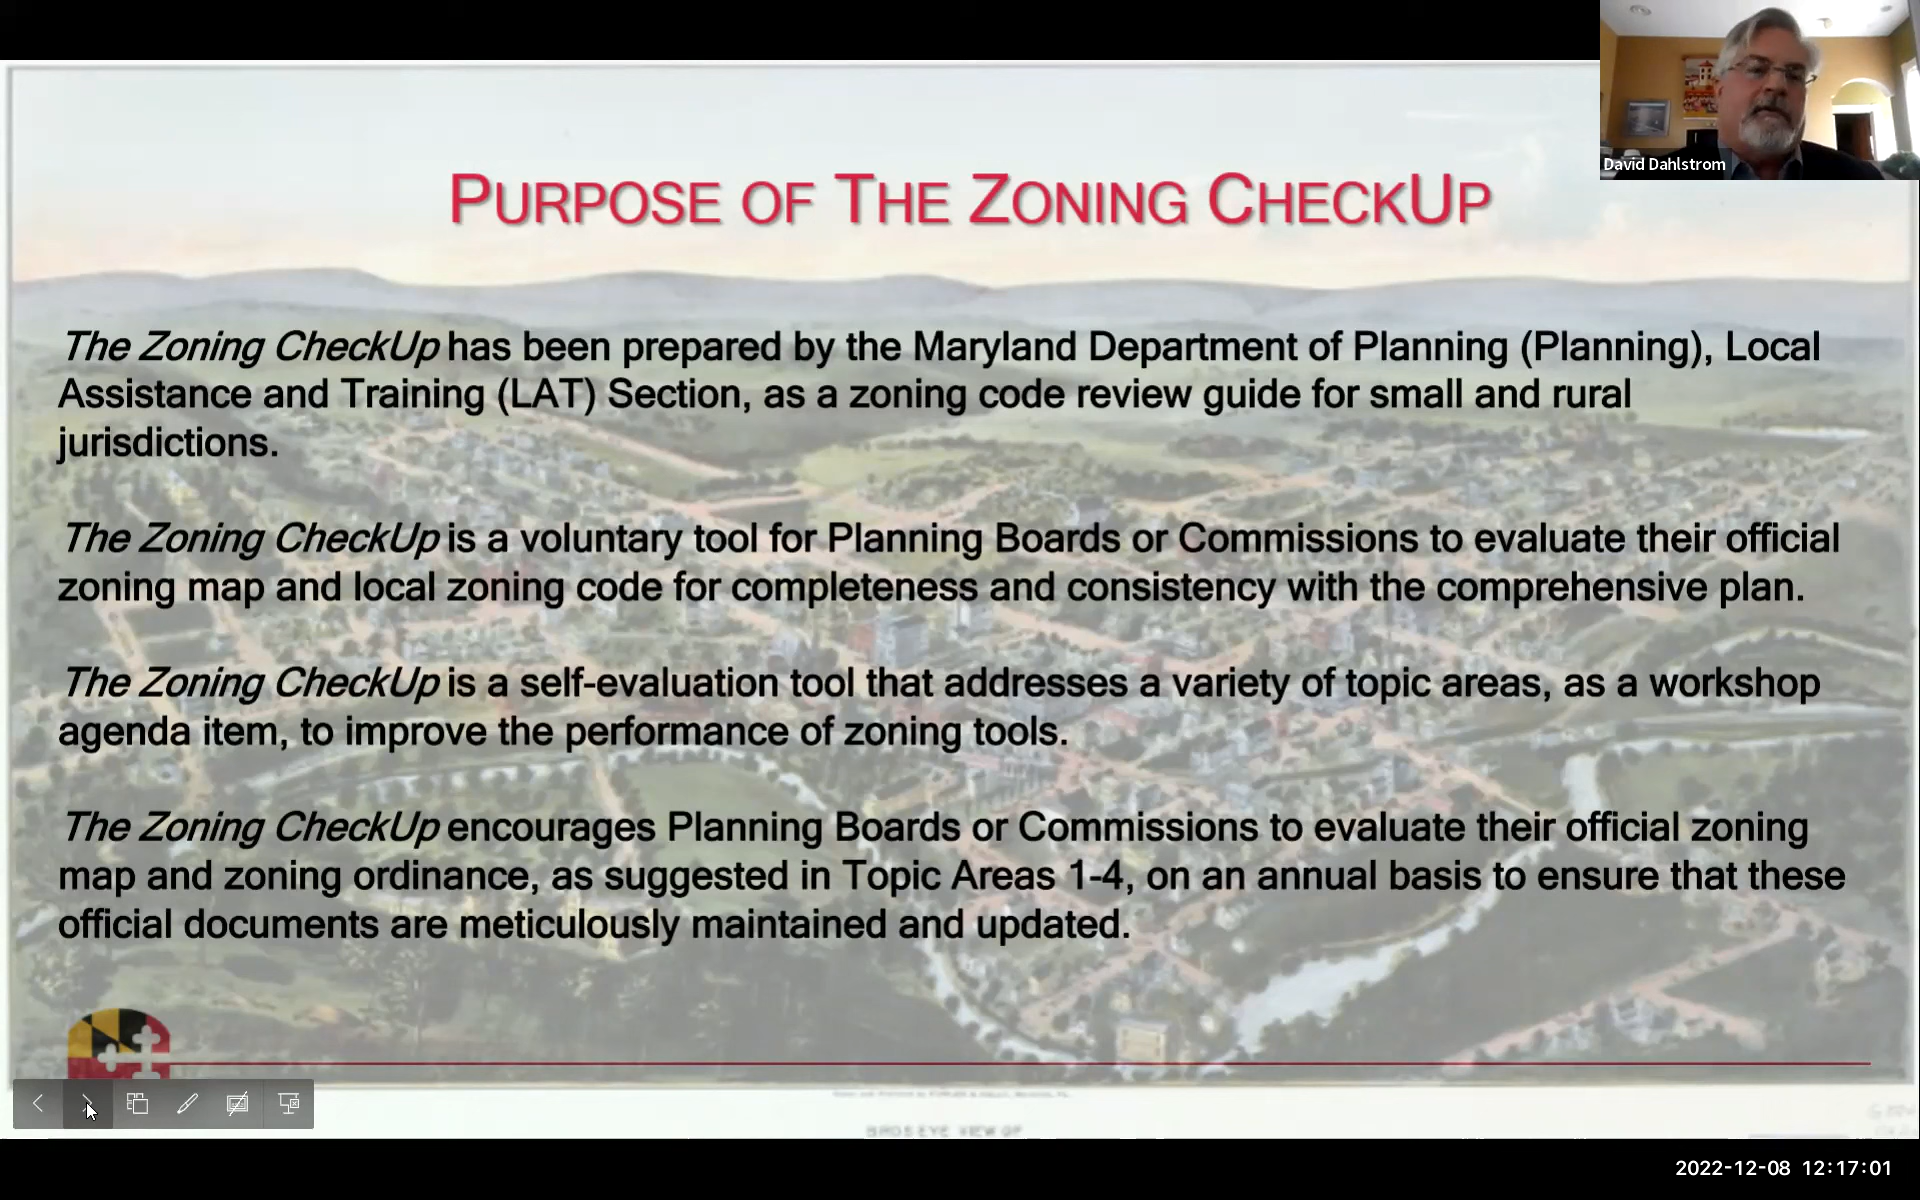 David Dahlstrom
PURPOSE OF THE ZONING CHECKUP
The Zoning CheckUp has been prepared by the Maryland Department of Planning (Planning), Local
Assistance and Training (LAT) Section, as a zoning code review guide for small and rural
jurisdictions.
The Zoning CheckUp is a voluntary tool for Planning Boards or Commissions to evaluate their official
zoning map and local zoning code for completeness and consistency with the comprehensive plan.
The Zoning CheckUp is a self-evaluation tool that addresses a variety of topic areas, as a workshop
agenda item, to improve the performance of zoning tools.
The Zoning CheckUp encourages Planning Boards or Commissions to evaluate their official zoning
map and zoning ordinance, as suggested in Topic Areas 1-4, on an annual basis to ensure that these
official documents are meticulously maintained and updated.
BIRDS EYE VIEW OF
2022-12-08 12:17:01